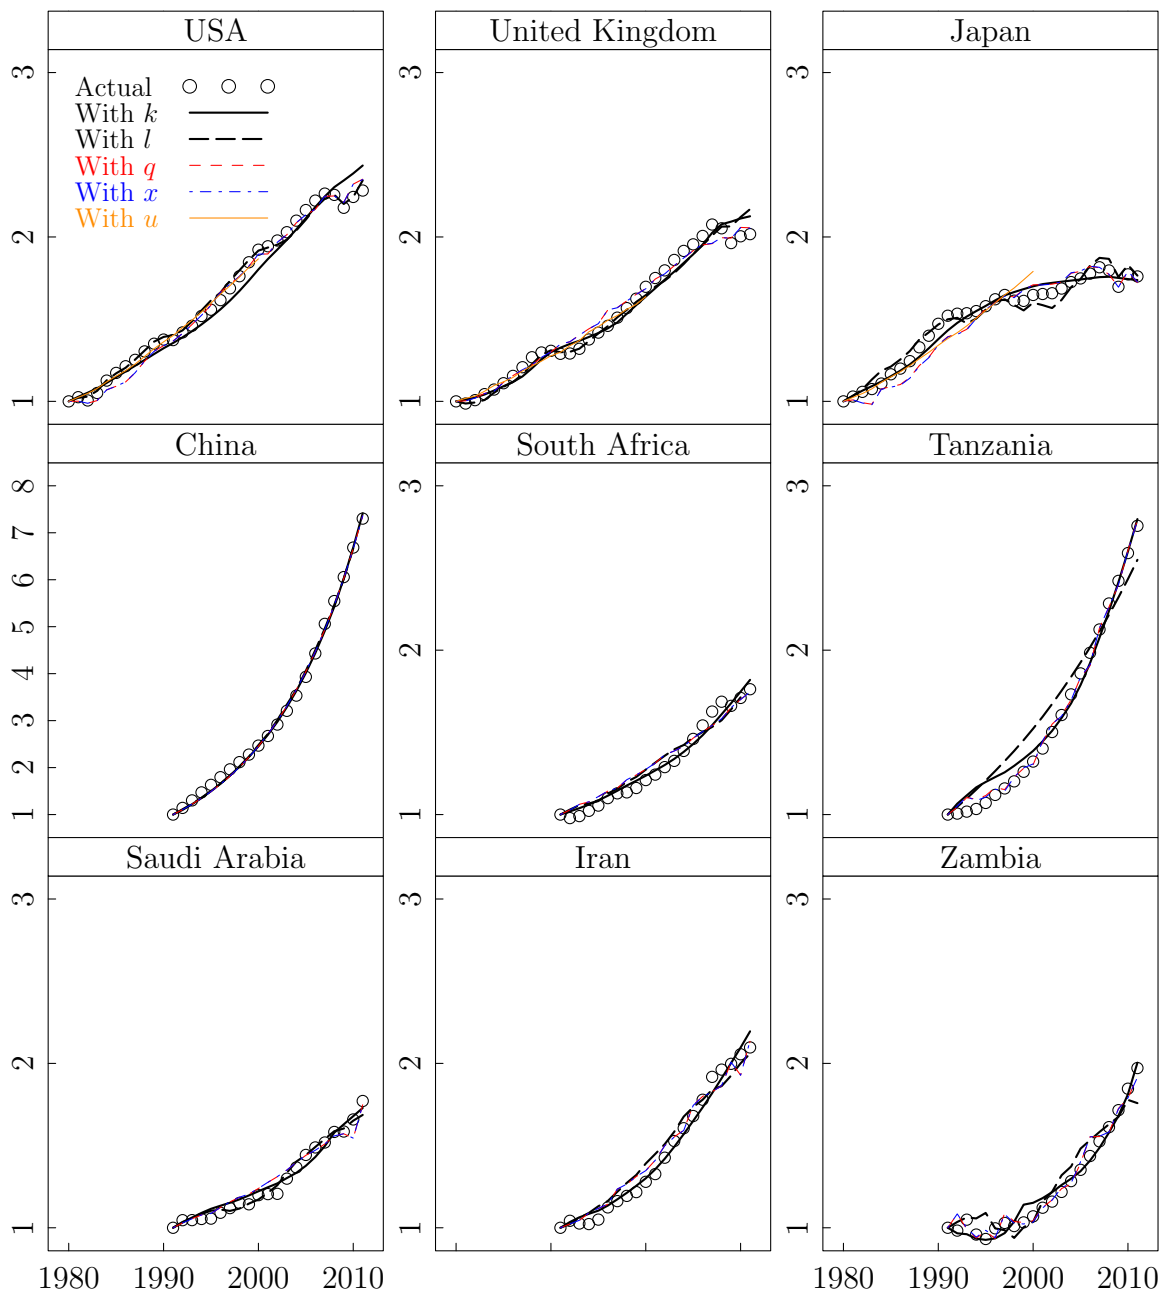 USA
United Kingdom
Japan
3
2
1
Actual
With k
With l
With q
With x
With u
3
2
1
3
2
1
China
South Africa
Tanzania
8
7
6
5
4
3
2
1
3
2
1
3
2
1
Saudi Arabia
Iran
Zambia
3
2
1
3
2
1
3
2
1
1980 1990 2000 2010
1980 1990 2000 2010